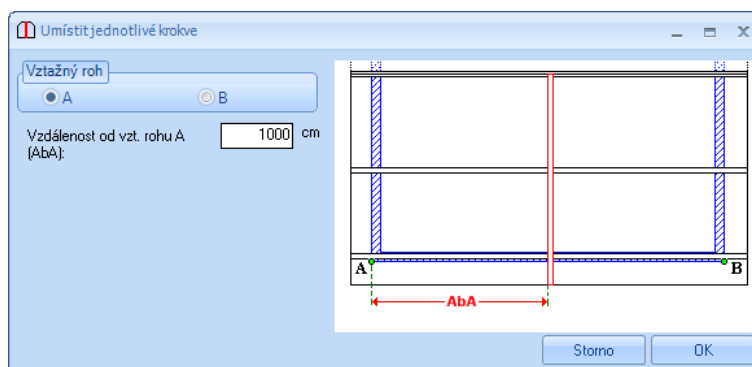 Umístit jednotlivé krokve
Vztažný roh
A
B
Vzdálenost od vzt. rohu A
(AbA):
1000 cm
A
B
AbA
Storno
OK